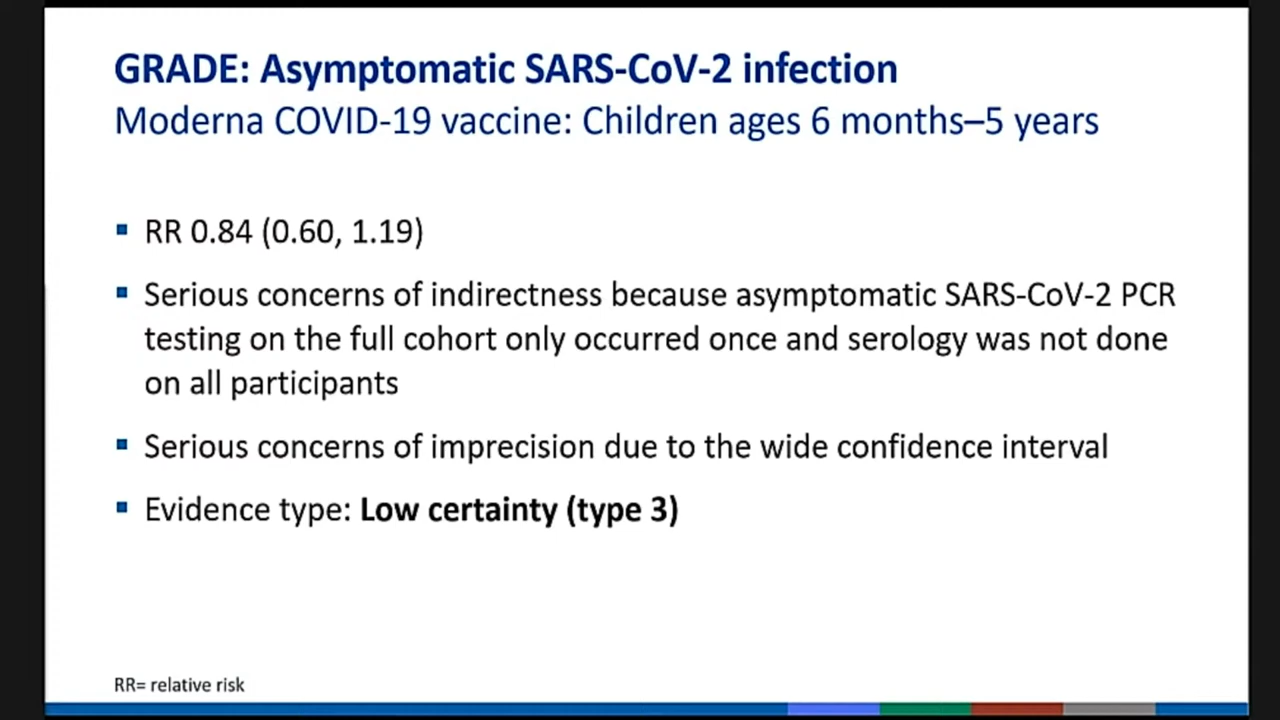 GRADE: Asymptomatic SARS-CoV-2 infection
Moderna COVID-19 vaccine: Children ages 6 months–5 years
▪ RR 0.84 (0.60, 1.19)
▪ Serious concerns of indirectness because asymptomatic SARS-CoV-2 PCR
testing on the full cohort only occurred once and serology was not done
on all participants
▪ Serious concerns of imprecision due to the wide confidence interval
▪ Evidence type: Low certainty (type 3)
RR= relative risk